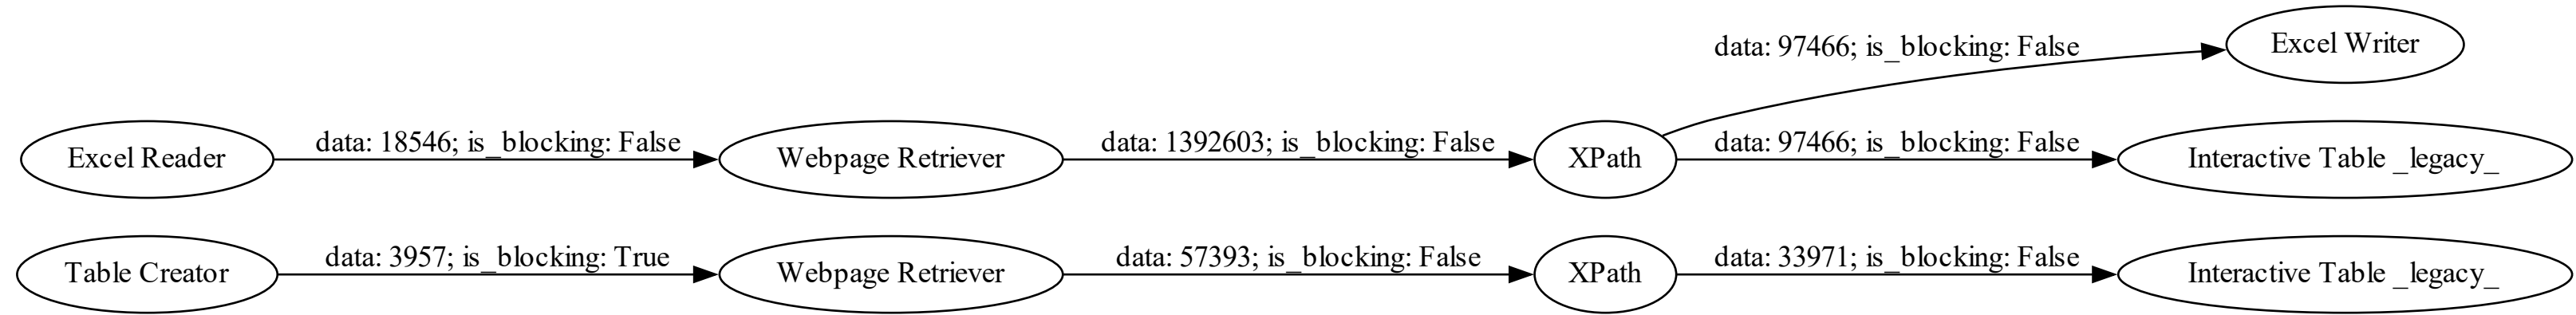 data: 97466; is_blocking: False
Excel Writer
Excel Reader
data: 18546; is_blocking: False
Webpage Retriever
data: 1392603; is_blocking: False
XPath
data: 97466; is_blocking: False
Interactive Table _legacy_
Table Creator
data: 3957; is_blocking: True
Webpage Retriever
data: 57393; is_blocking: False
XPath
data: 33971; is_blocking: False
Interactive Table _legacy_